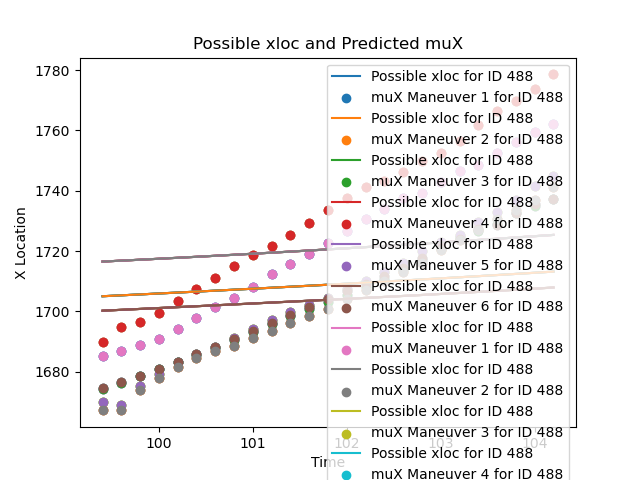 Possible xloc and Predicted muX
1780
1760
1740
1720
1700
1680
X Location
100
101
102
103
104
Time
Possible xloc for ID 488
muX Maneuver 1 for ID 488
Possible xloc for ID 488
muX Maneuver 2 for ID 488
Possible xloc for ID 488
muX Maneuver 3 for ID 488
Possible xloc for ID 488
muX Maneuver 4 for ID 488
Possible xloc for ID 488
muX Maneuver 5 for ID 488
Possible xloc for ID 488
muX Maneuver 6 for ID 488
Possible xloc for ID 488
muX Maneuver 1 for ID 488
Possible xloc for ID 488
muX Maneuver 2 for ID 488
Possible xloc for ID 488
muX Maneuver 3 for ID 488
Possible xloc for ID 488
muX Maneuver 4 for ID 488